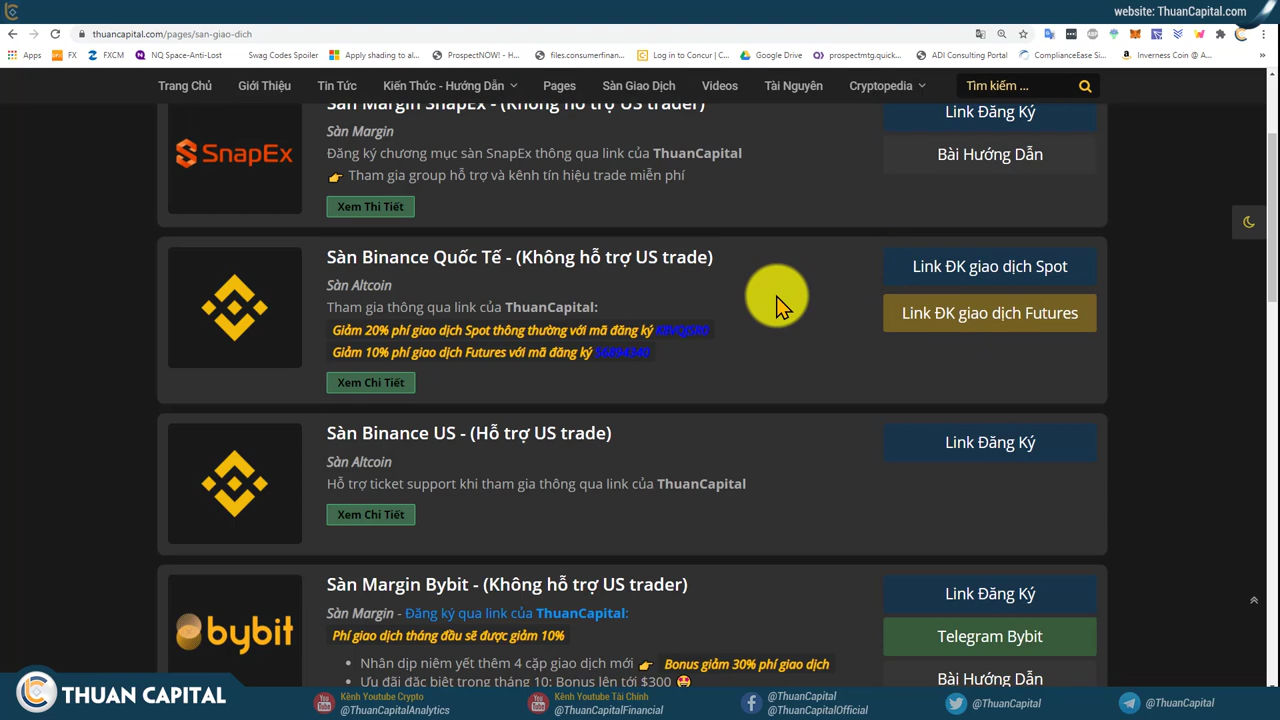 website: ThuanCapital.com
thuancapital.com/pages/san-giao-dich
Apps
FX
FXCM
NQ Space-Anti-Lost
Swag Codes Spoiler
Apply shading to al...
ProspectNOW! - C...
files.consumerfinan...
Log in to Concur | C...
Google Drive
prospectmtg.quick...
ADI Consulting Portal
ComplianceEase Si...
Inverness Coin @ A...
Trang Chủ
Giới Thiệu
Tin Tức
Kiến Thức - Hướng Dẫn
Pages
Sàn Giao Dịch
Videos
Tài Nguyên
Cryptopedia
Tìm kiếm ...
SnapEx
Sàn Margin SnapEx - (Không hỗ trợ US trader)
Sàn Margin
Đăng ký chương mục sàn SnapEx thông qua link của ThuanCapital
👉 Tham gia group hỗ trợ và kênh tín hiệu trade miễn phí
Xem Thi Tiết
Link Đăng Ký
Bài Hướng Dẫn
Sàn Binance Quốc Tế - (Không hỗ trợ US trade)
Sàn Altcoin
Tham gia thông qua link của ThuanCapital:
Giảm 20% phí giao dịch Spot thông thường với mã đăng ký
Giảm 10% phí giao dịch Futures với mã đăng ký
Xem Chi Tiết
Link ĐK giao dịch Spot
Link ĐK giao dịch Futures
Sàn Binance US - (Hỗ trợ US trade)
Sàn Altcoin
Hỗ trợ ticket support khi tham gia thông qua link của ThuanCapital
Xem Chi Tiết
Link Đăng Ký
bybit
Sàn Margin Bybit - (Không hỗ trợ US trader)
Sàn Margin - Đăng ký qua link của ThuanCapital:
Phí giao dịch tháng đầu sẽ được giảm 10%
• Nhân dịp niêm yết thêm 4 cặp giao dịch mới 👉 Bonus giảm 30% phí giao dịch
• Ưu đãi đặc biệt trong tháng 10: Bonus lên tới $300 🤩
Link Đăng Ký
Telegram Bybit
Bài Hướng Dẫn
THUAN CAPITAL
Kênh Youtube Crypto
@ThuanCapitalAnalytics
Kênh Youtube Tài Chính
@ThuanCapitalFinancial
@ThuanCapital
@ThuanCapitalOfficial
@ThuanCapital
@ThuanCapital